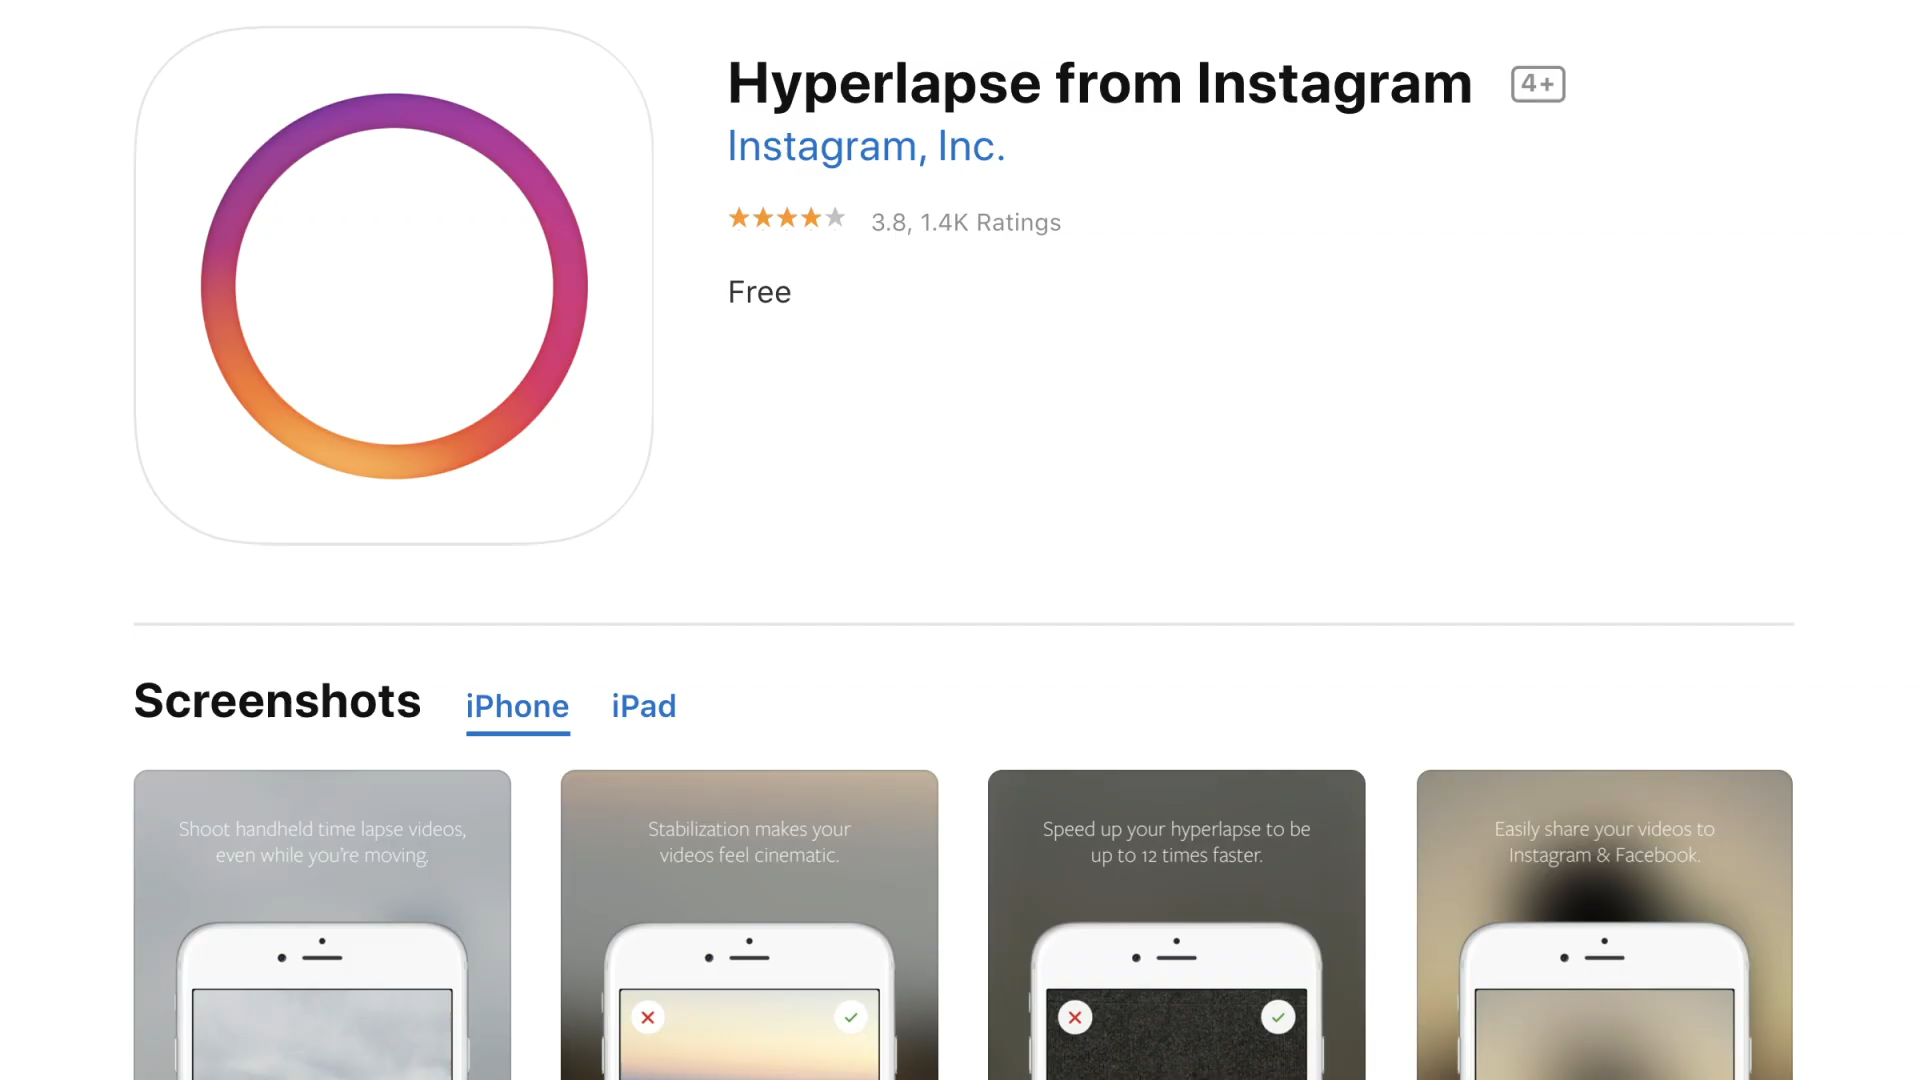 Hyperlapse from Instagram 4+
Instagram, Inc.
3.8, 1.4K Ratings
Free
Screenshots iPhone iPad
Shoot handheld time lapse videos,
even while you're moving.
Stabilization makes your
videos feel cinematic.
Speed up your hyperlapse to be
up to 12 times faster.
Easily share your videos to
Instagram & Facebook.